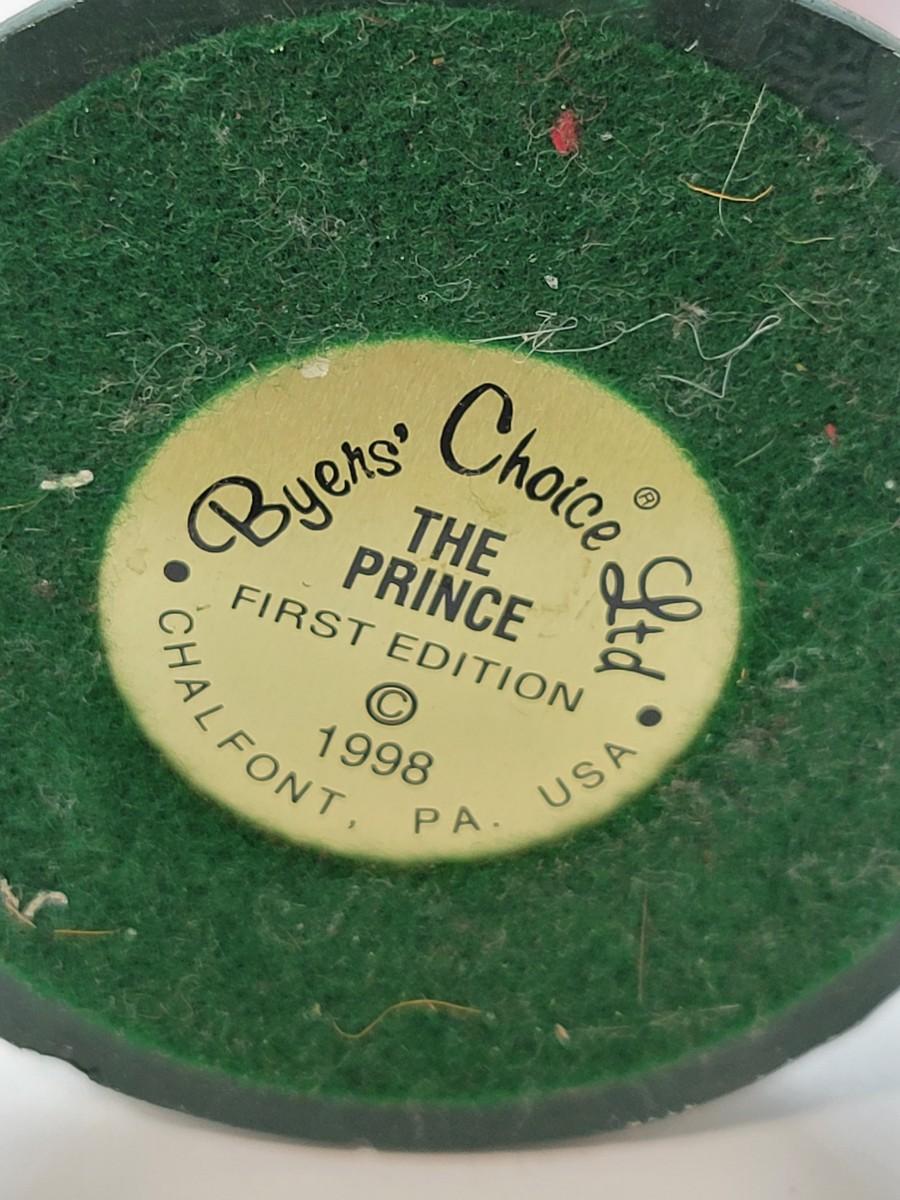 Byers' Choice Ltd ®
THE
PRINCE
FIRST EDITION
©
1998
CHALFONT, PA. USA